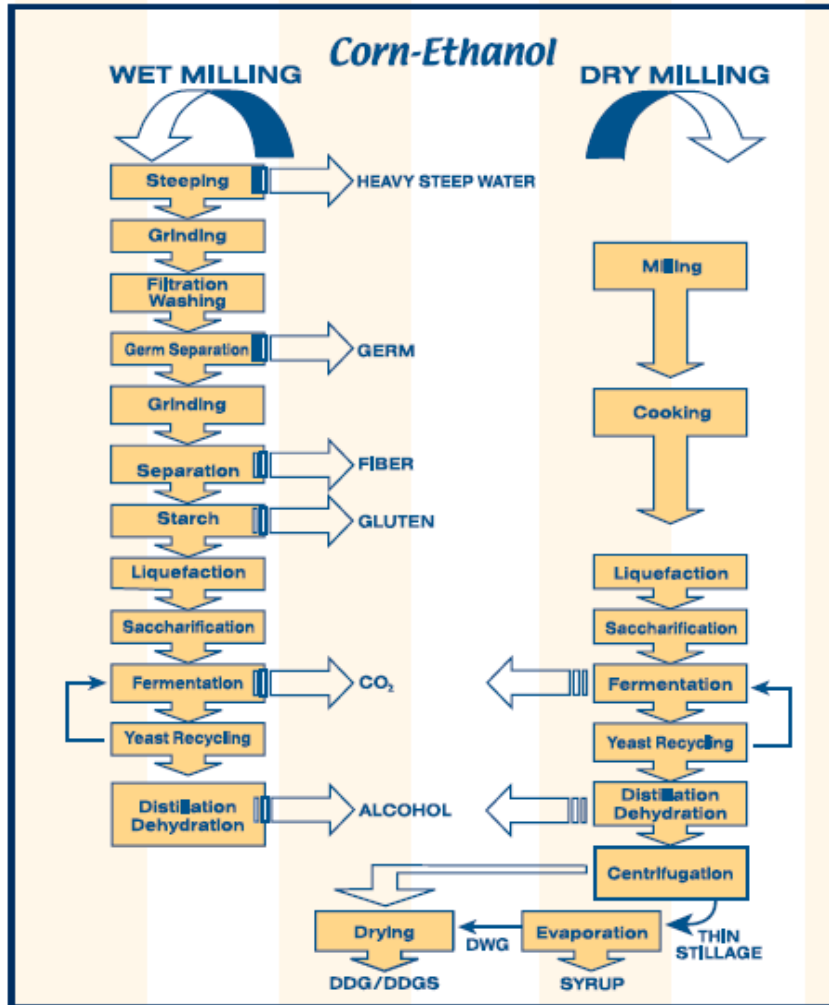 Corn-Ethanol
WET MILLING
DRY MILLING
Steeping
HEAVY STEEP WATER
Grinding
Filtration
Washing
Germ Separation
GERM
Grinding
Separation
FIBER
Starch
GLUTEN
Liquefaction
Saccharification
Fermentation
CO₂
Yeast Recycling
Distillation
Dehydration
ALCOHOL
Milling
Cooking
Liquefaction
Saccharification
Fermentation
Yeast Recycling
Distillation
Dehydration
Centrifugation
THIN
STILLAGE
Evaporation
SYRUP
DWG
Drying
DDG/DDGS